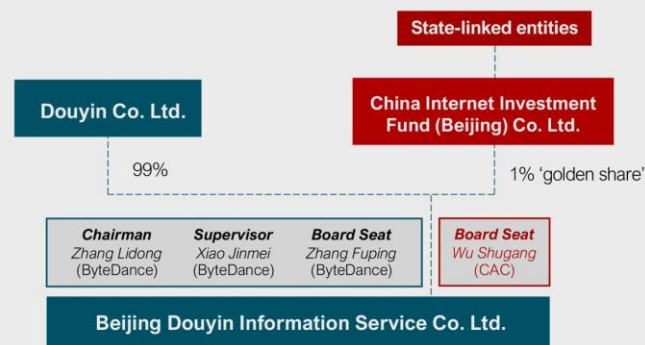 State-linked entities
Douyin Co. Ltd.
China Internet Investment
Fund (Beijing) Co. Ltd.
99%
1% ‘golden share’
Chairman
Zhang Lidong
(ByteDance)
Supervisor
Xiao Jinmei
(ByteDance)
Board Seat
Zhang Fuping
(ByteDance)
Board Seat
Wu Shugang
(CAC)
Beijing Douyin Information Service Co. Ltd.